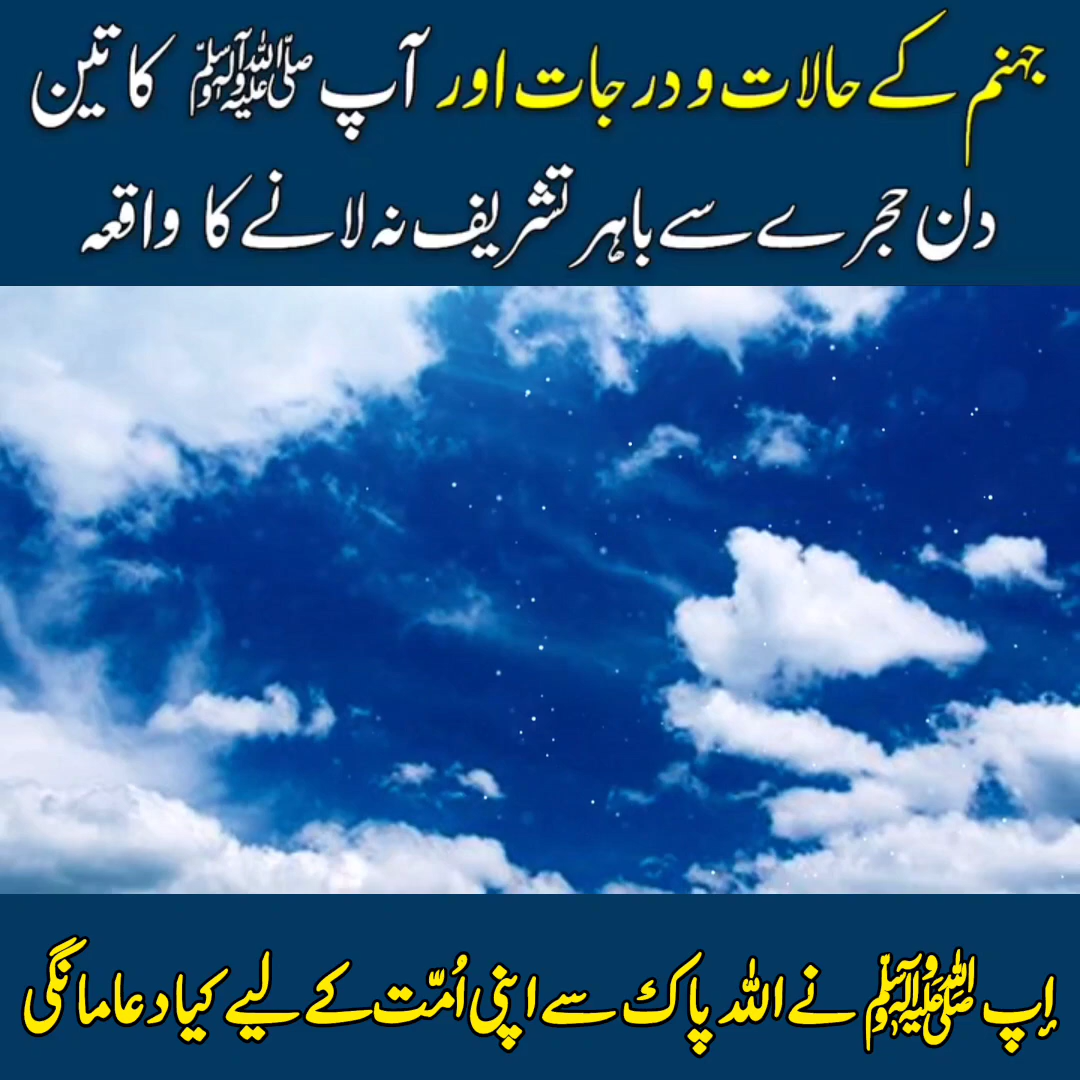 جہنم کے حالات و درجات اور آپ ﷺ کا تین
دن حجرے سے باہر تشریف نہ لانے کا واقعہ
إپ ﷺ نے اللہ پاک سے اپنی اُمّت کے لیے کیا دعا مانگی